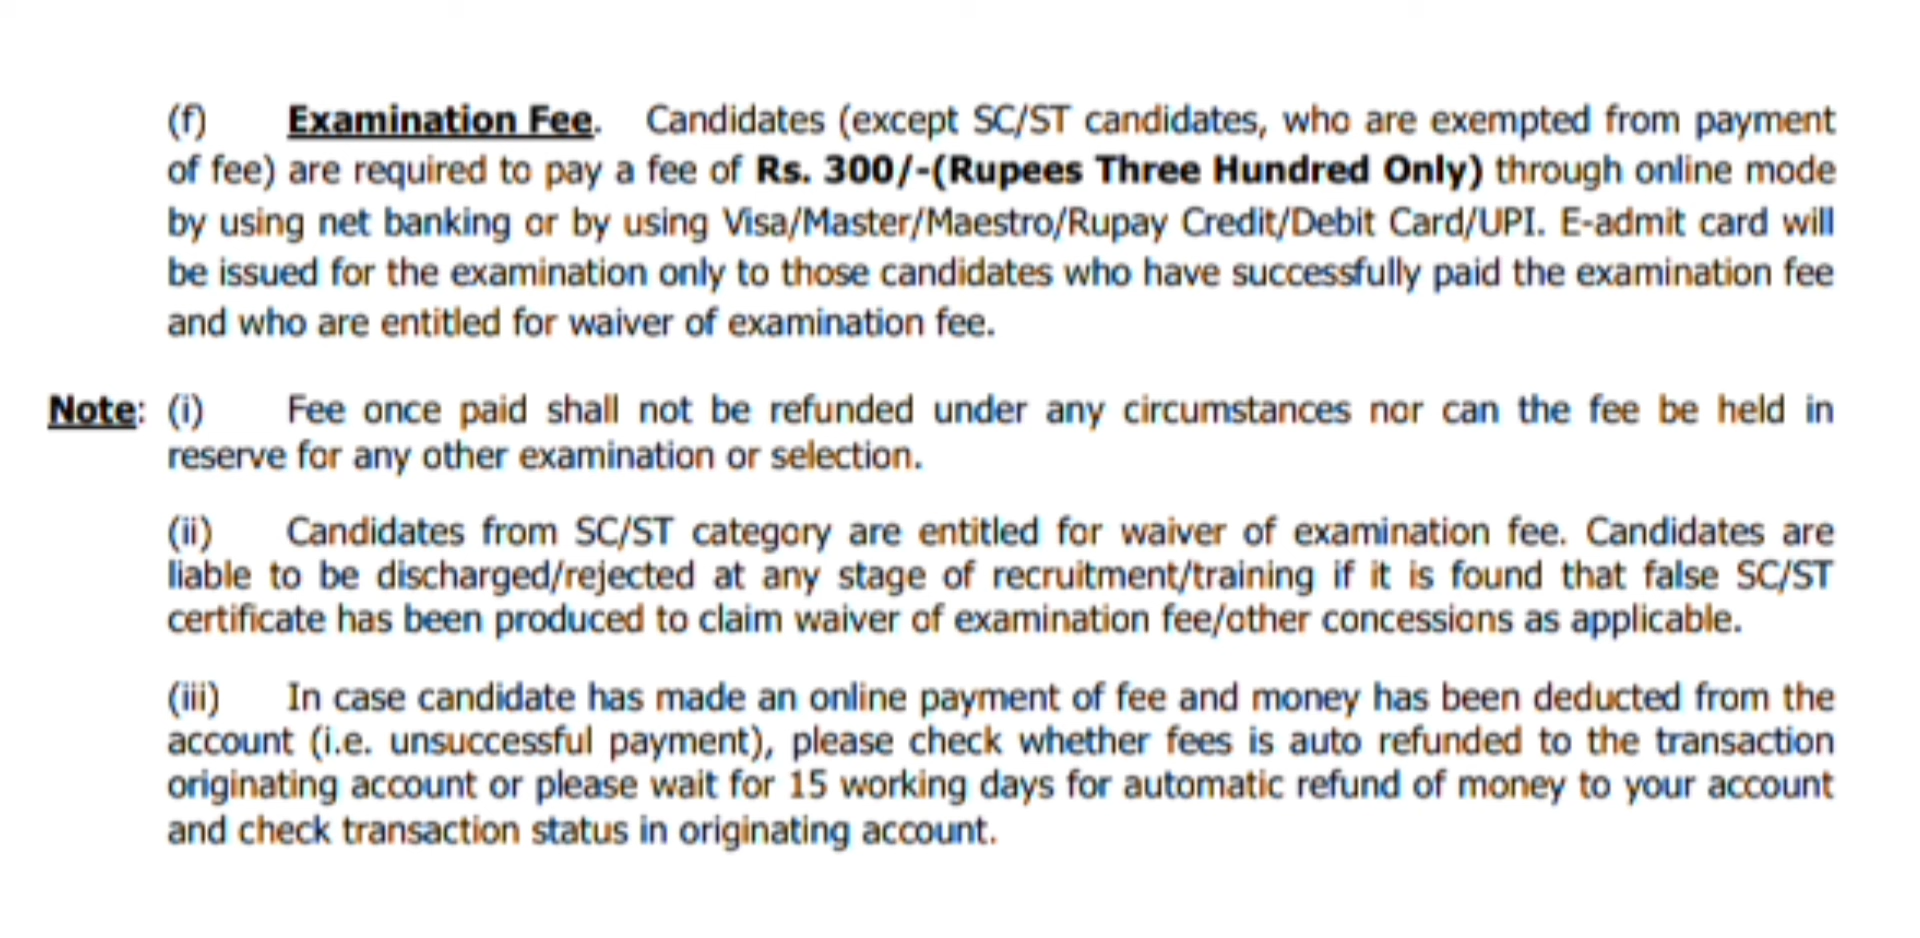 (f) Examination Fee. Candidates (except SC/ST candidates, who are exempted from payment
of fee) are required to pay a fee of Rs. 300/-(Rupees Three Hundred Only) through online mode
by using net banking or by using Visa/Master/Maestro/Rupay Credit/Debit Card/UPI. E-admit card will
be issued for the examination only to those candidates who have successfully paid the examination fee
and who are entitled for waiver of examination fee.
Note: (i) Fee once paid shall not be refunded under any circumstances nor can the fee be held in
reserve for any other examination or selection.
(ii) Candidates from SC/ST category are entitled for waiver of examination fee. Candidates are
liable to be discharged/rejected at any stage of recruitment/training if it is found that false SC/ST
certificate has been produced to claim waiver of examination fee/other concessions as applicable.
(iii) In case candidate has made an online payment of fee and money has been deducted from the
account (i.e. unsuccessful payment), please check whether fees is auto refunded to the transaction
originating account or please wait for 15 working days for automatic refund of money to your account
and check transaction status in originating account.